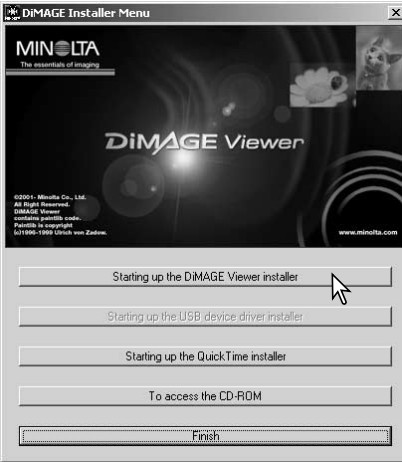 DiMAGE Installer Menu
MINOLTA
The essentials of imaging
DiMAGE Viewer
©2001- Minolta Co., Ltd.
All Right Reserved.
DiMAGE Viewer
contains paintlib code.
Paintlib is copyright
(c)1996-1999 Ulrich von Zadow.
www.minolta.com
Starting up the DiMAGE Viewer installer
Starting up the USB device driver installer
Starting up the QuickTime installer
To access the CD-ROM
Finish